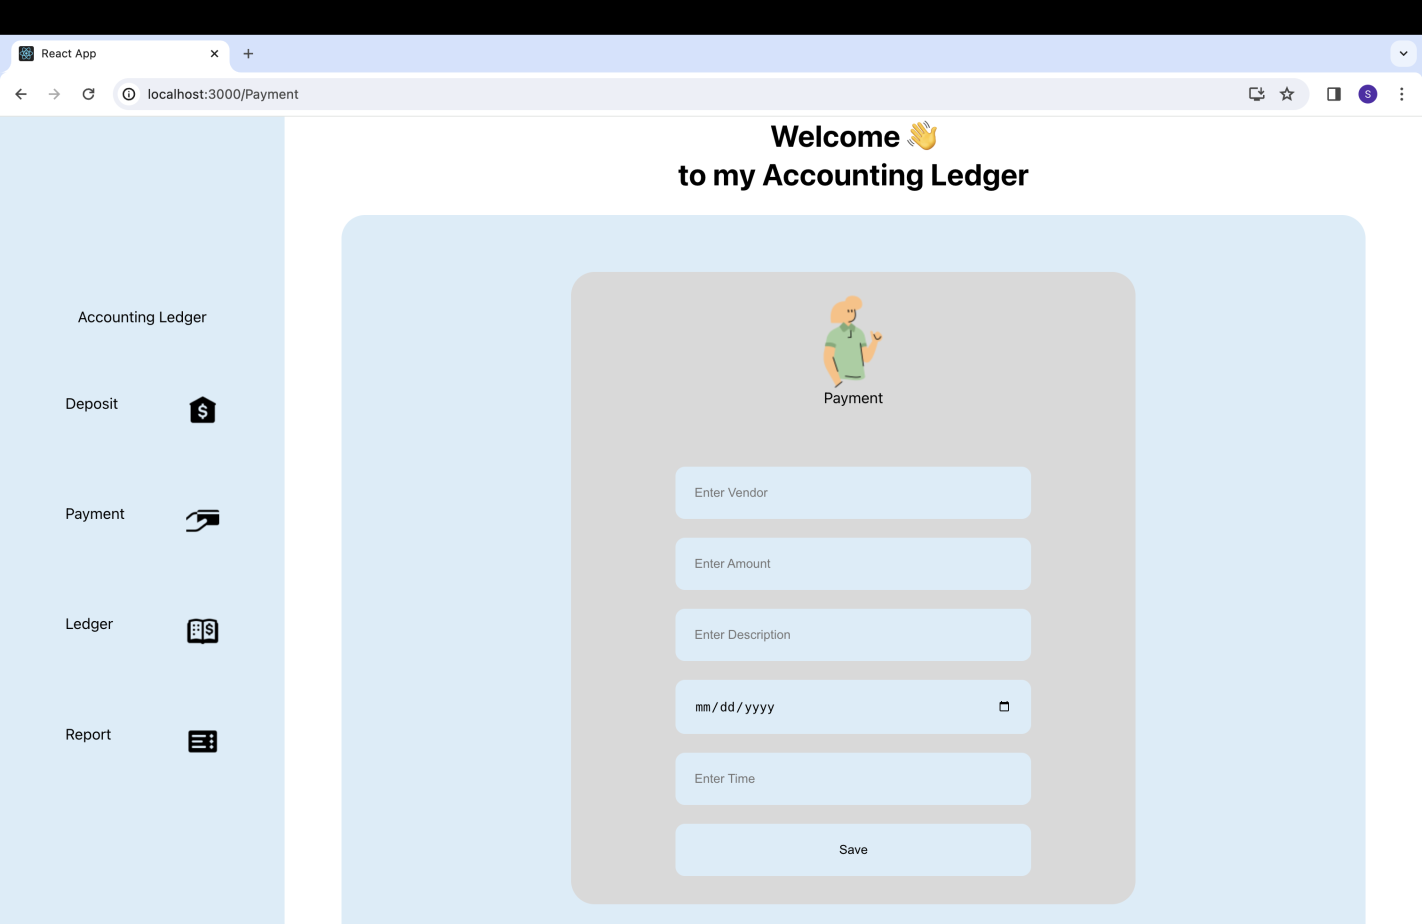 React App
localhost:3000/Payment
S
Welcome 👋
to my Accounting Ledger
Accounting Ledger
Deposit
$
Payment
Ledger
$
Report
Payment
Enter Vendor
Enter Amount
Enter Description
mm/dd/yyyy
Enter Time
Save